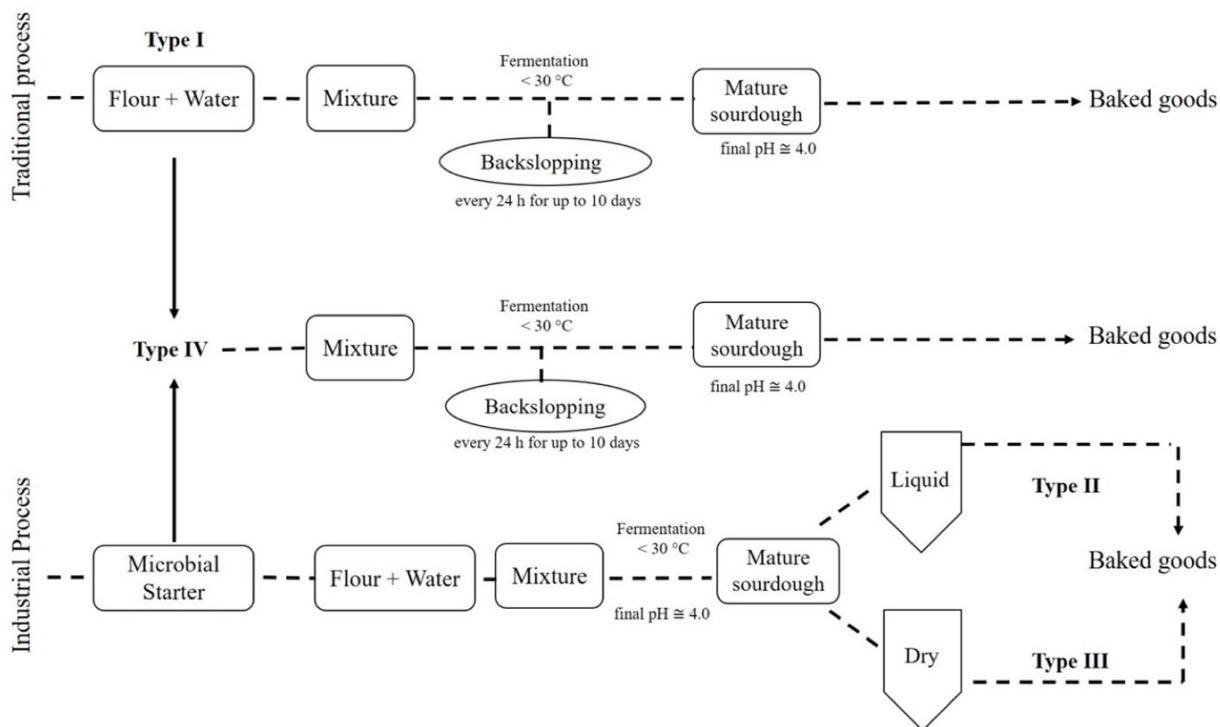 Traditional process
Type I
Flour + Water
Mixture
Fermentation
< 30 °C
Backslopping
every 24 h for up to 10 days
Mature
sourdough
final pH ≅ 4.0
Baked goods
Type IV
Mixture
Fermentation
< 30 °C
Backslopping
every 24 h for up to 10 days
Mature
sourdough
final pH ≅ 4.0
Baked goods
Industrial Process
Microbial
Starter
Flour + Water
Mixture
Fermentation
< 30 °C
final pH ≅ 4.0
Mature
sourdough
Liquid
Type II
Baked goods
Dry
Type III